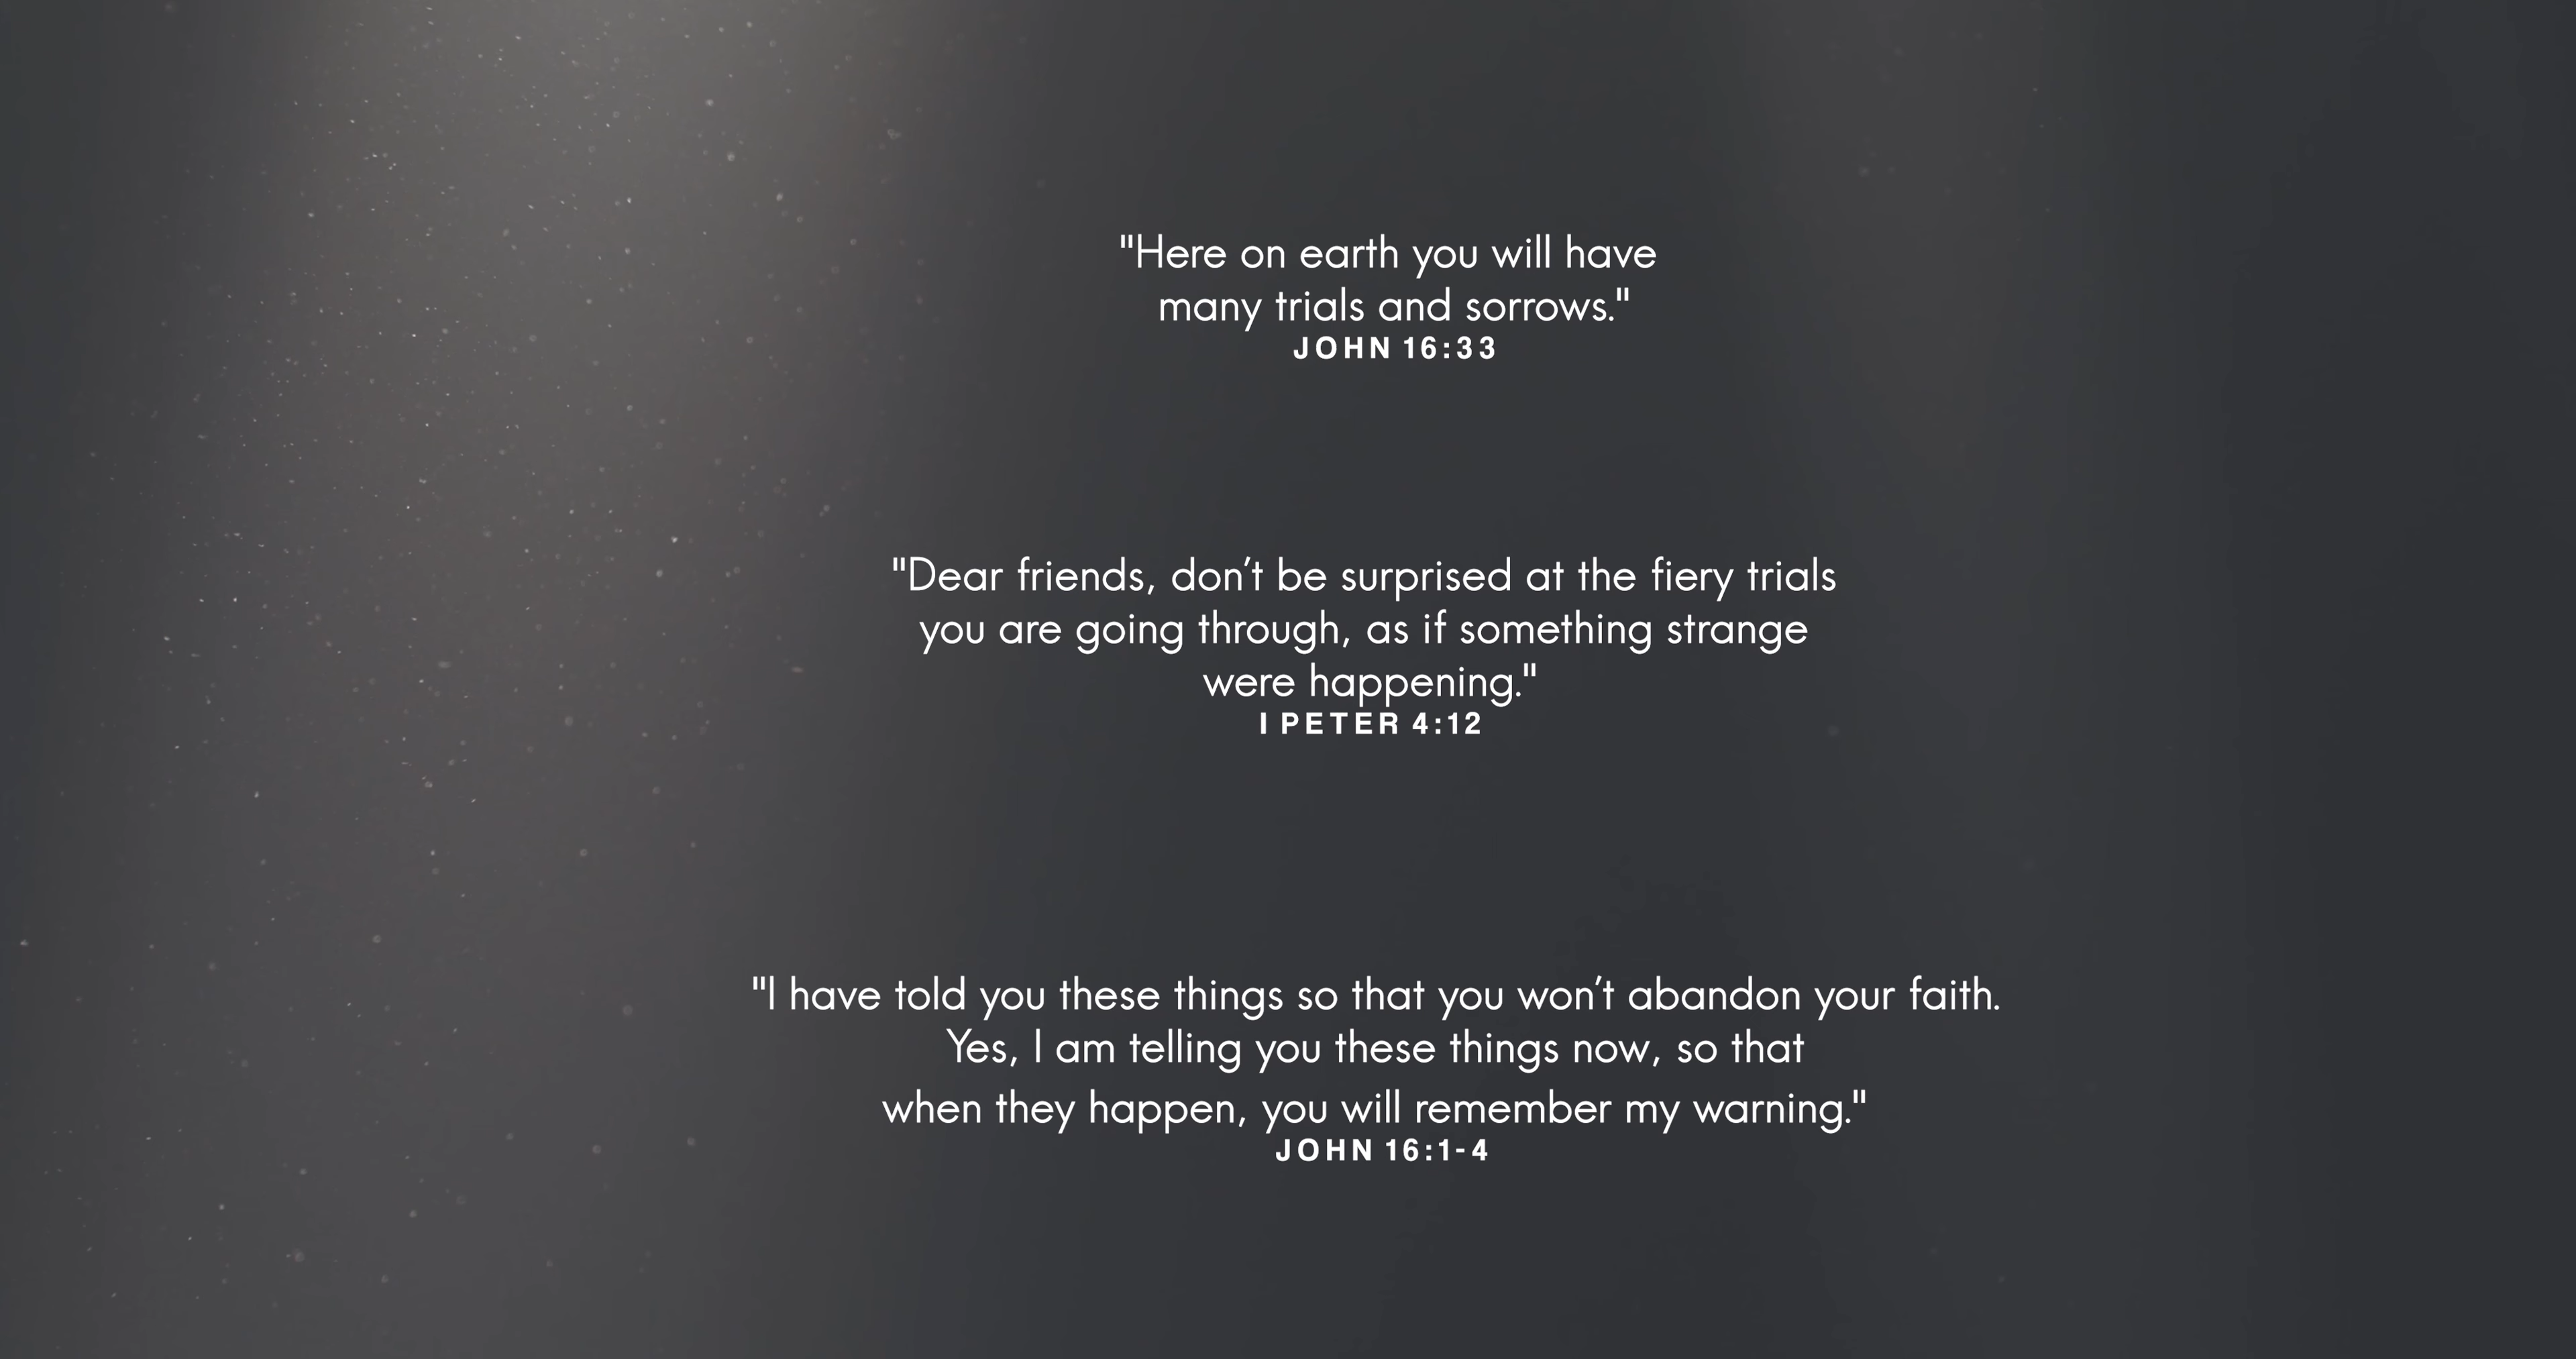 "Here on earth you will have
many trials and sorrows."
JOHN 16:33
"Dear friends, don’t be surprised at the fiery trials
you are going through, as if something strange
were happening."
I PETER 4:12
"I have told you these things so that you won’t abandon your faith.
Yes, I am telling you these things now, so that
when they happen, you will remember my warning."
JOHN 16:1-4